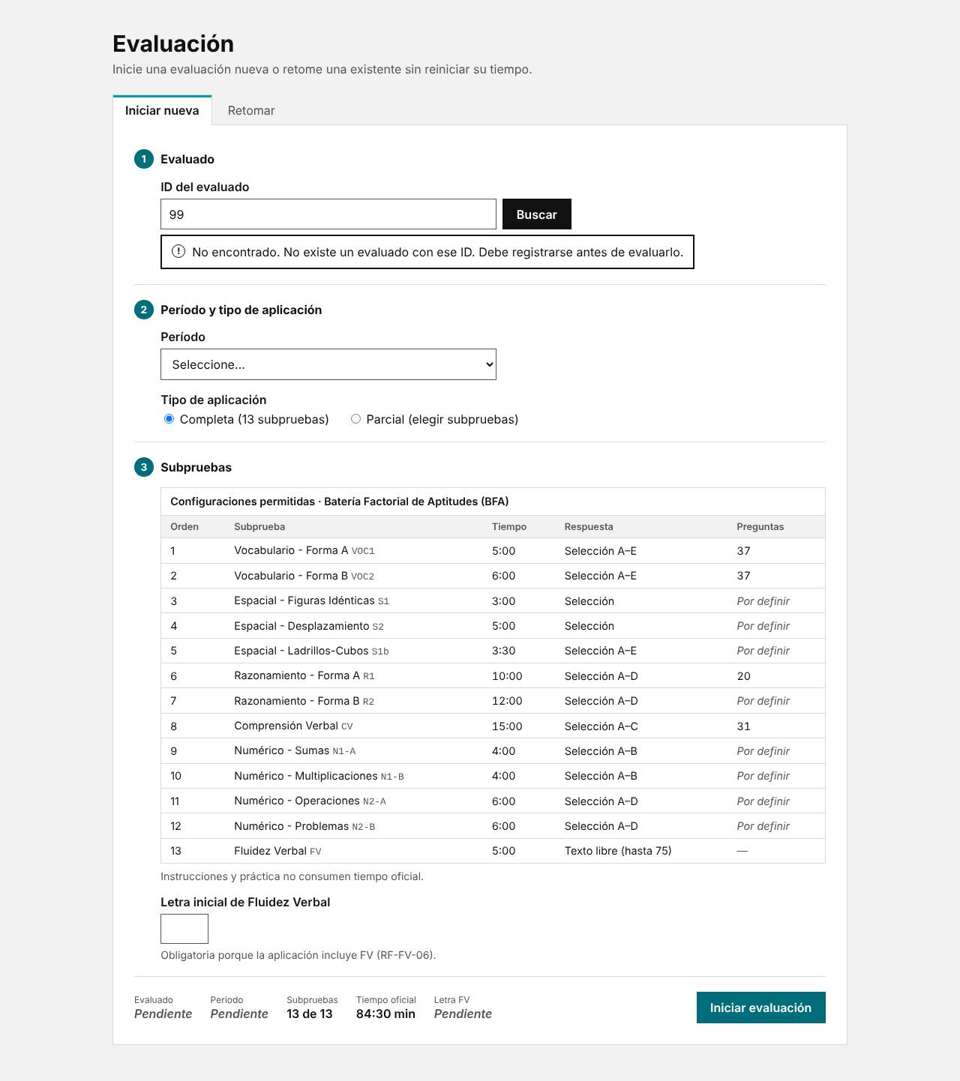 Evaluación
Inicie una evaluación nueva o retome una existente sin reiniciar su tiempo.
Iniciar nueva Retomar
1 Evaluado
ID del evaluado
99 Buscar
No encontrado. No existe un evaluado con ese ID. Debe registrarse antes de evaluarlo.
2 Período y tipo de aplicación
Período
Seleccione...
Tipo de aplicación
Completa (13 subpruebas) Parcial (elegir subpruebas)
3 Subpruebas
Configuraciones permitidas · Batería Factorial de Aptitudes (BFA)
Orden Subprueba Tiempo Respuesta Preguntas
1 Vocabulario - Forma A VOC1 5:00 Selección A–E 37
2 Vocabulario - Forma B VOC2 6:00 Selección A–E 37
3 Espacial - Figuras Idénticas S1 3:00 Selección Por definir
4 Espacial - Desplazamiento S2 5:00 Selección Por definir
5 Espacial - Ladrillos-Cubos S1b 3:30 Selección A–E Por definir
6 Razonamiento - Forma A R1 10:00 Selección A–D 20
7 Razonamiento - Forma B R2 12:00 Selección A–D Por definir
8 Comprensión Verbal CV 15:00 Selección A–C 31
9 Numérico - Sumas N1-A 4:00 Selección A–B Por definir
10 Numérico - Multiplicaciones N1-B 4:00 Selección A–B Por definir
11 Numérico - Operaciones N2-A 6:00 Selección A–D Por definir
12 Numérico - Problemas N2-B 6:00 Selección A–D Por definir
13 Fluidez Verbal FV 5:00 Texto libre (hasta 75) —
Instrucciones y práctica no consumen tiempo oficial.
Letra inicial de Fluidez Verbal
Obligatoria porque la aplicación incluye FV (RF-FV-06).
Evaluado Periodo Subpruebas Tiempo oficial Letra FV
Pendiente Pendiente 13 de 13 84:30 min Pendiente
Iniciar evaluación